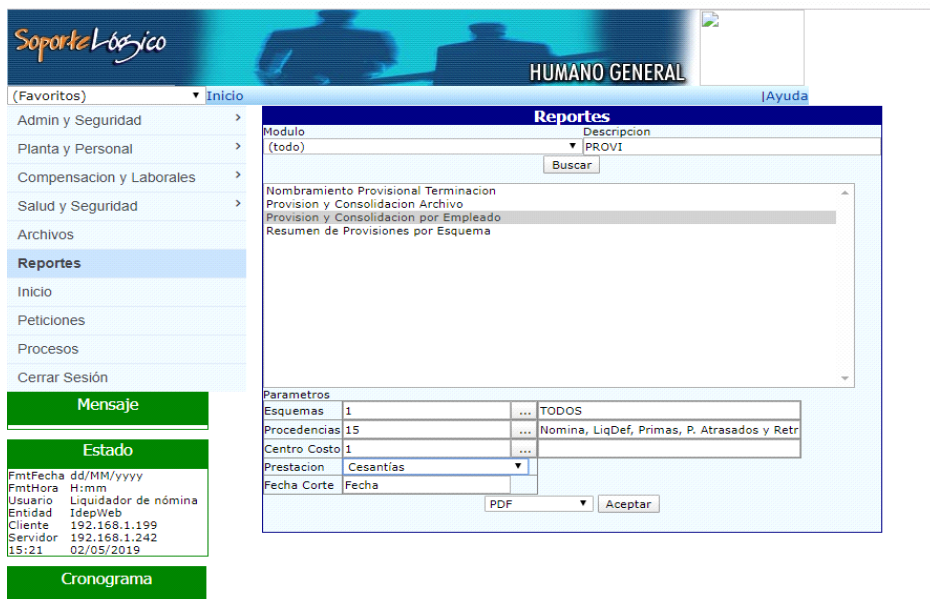 Soporte Lógico
HUMANO GENERAL
(Favoritos)
Inicio
|Ayuda
Admin y Seguridad
Planta y Personal
Compensacion y Laborales
Salud y Seguridad
Archivos
Reportes
Inicio
Peticiones
Procesos
Cerrar Sesión
Mensaje
Estado
FmtFecha dd/MM/yyyy
FmtHora H:mm
Usuario Liquidador de nómina
Entidad IdepWeb
Cliente 192.168.1.199
Servidor 192.168.1.242
15:21 02/05/2019
Cronograma
Reportes
Modulo Descripcion
(todo) PROVI
Buscar
Nombramiento Provisional Terminacion
Provision y Consolidacion Archivo
Provision y Consolidacion por Empleado
Resumen de Provisiones por Esquema
Parametros
Esquemas 1 ... TODOS
Procedencias 15 ... Nomina, LiqDef, Primas, P. Atrasados y Retr
Centro Costo 1 ...
Prestacion Cesantías
Fecha Corte Fecha
PDF Aceptar